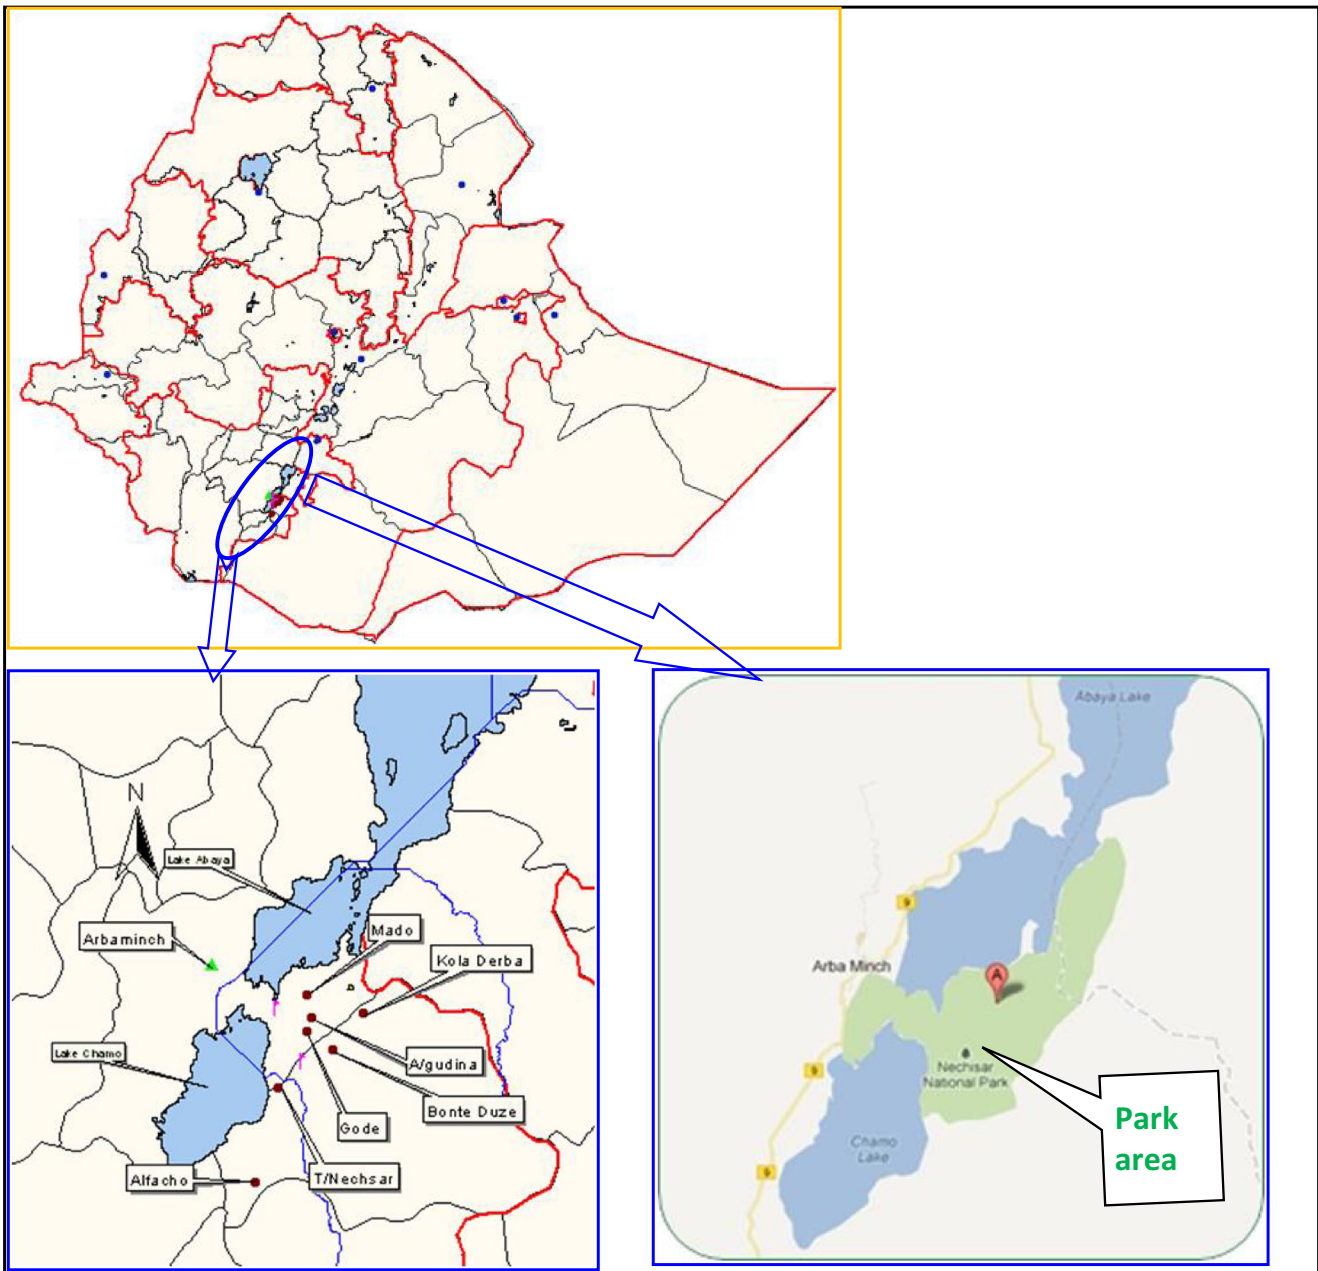 N
Lake Abaya
Arbaminch
Mado
Kola Derba
Lake Chamo
A/gudina
Bonte Duze
Gode
T/Nechsar
Alfacho
Abaya Lake
9
Arba Minch
A
9
Nechisar
National Park
Chamo
Lake
9
Park
area